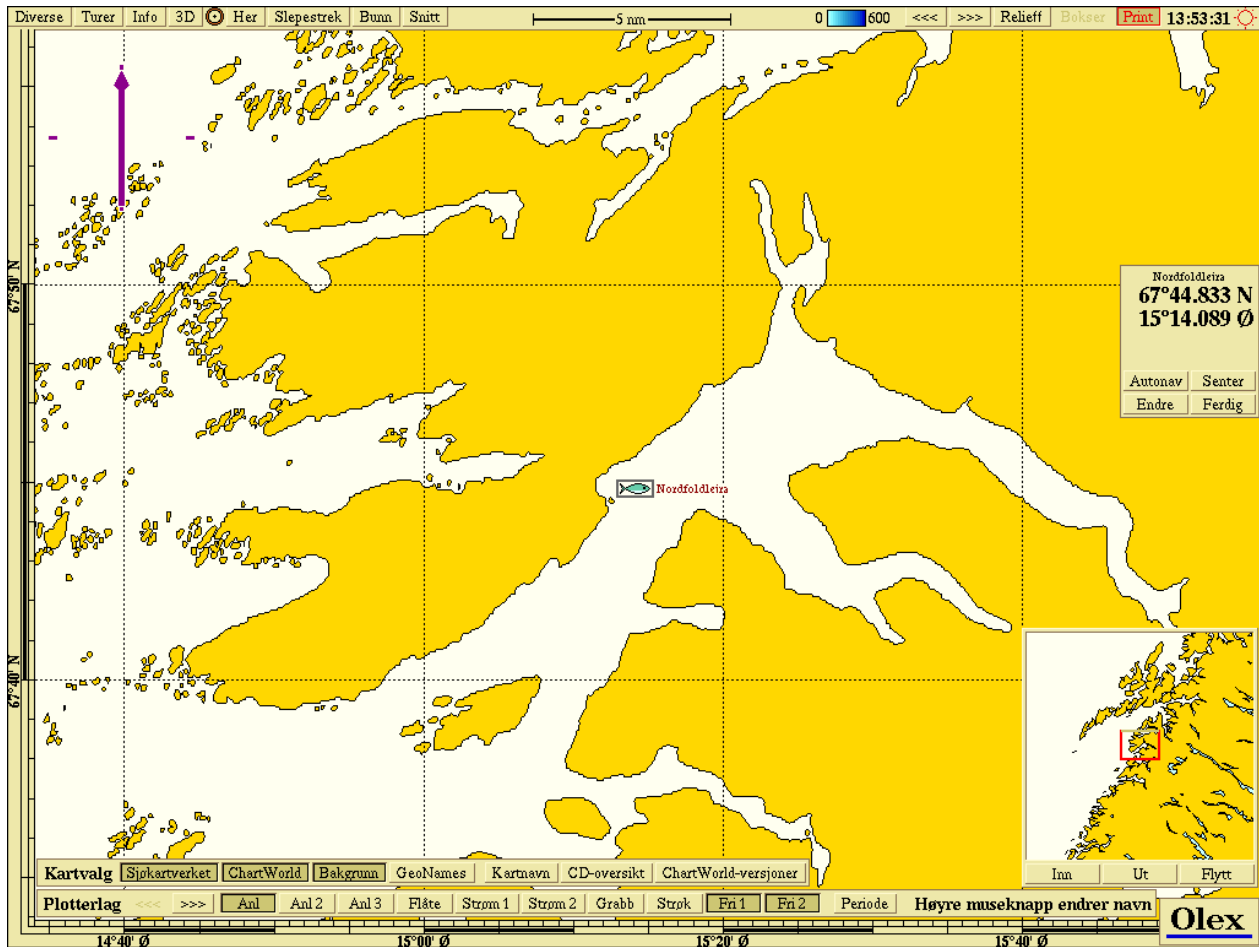 Diverse Turer Info 3D Her Slepestrek Bunn Snitt 5 nm 0 600 <<< >>> Relieff Bokser Print 13:53:31
67°50' N
Nordfoldleira
67°44.833 N
15°14.089 Ø
Autonav Senter
Endre Ferdig
Nordfoldleira
67°40' N
Kartvalg Sjøkartverket ChartWorld Bakgrunn GeoNames Kartnavn CD-oversikt ChartWorld-versjoner
Inn Ut Flytt
Plotterlag <<< >>> Anl Anl 2 Anl 3 Flåte Strøm 1 Strøm 2 Grabb Strøk Fri 1 Fri 2 Periode Høyre museknapp endrer navn
Olex
14°40' Ø 15°00' Ø 15°20' Ø 15°40' Ø